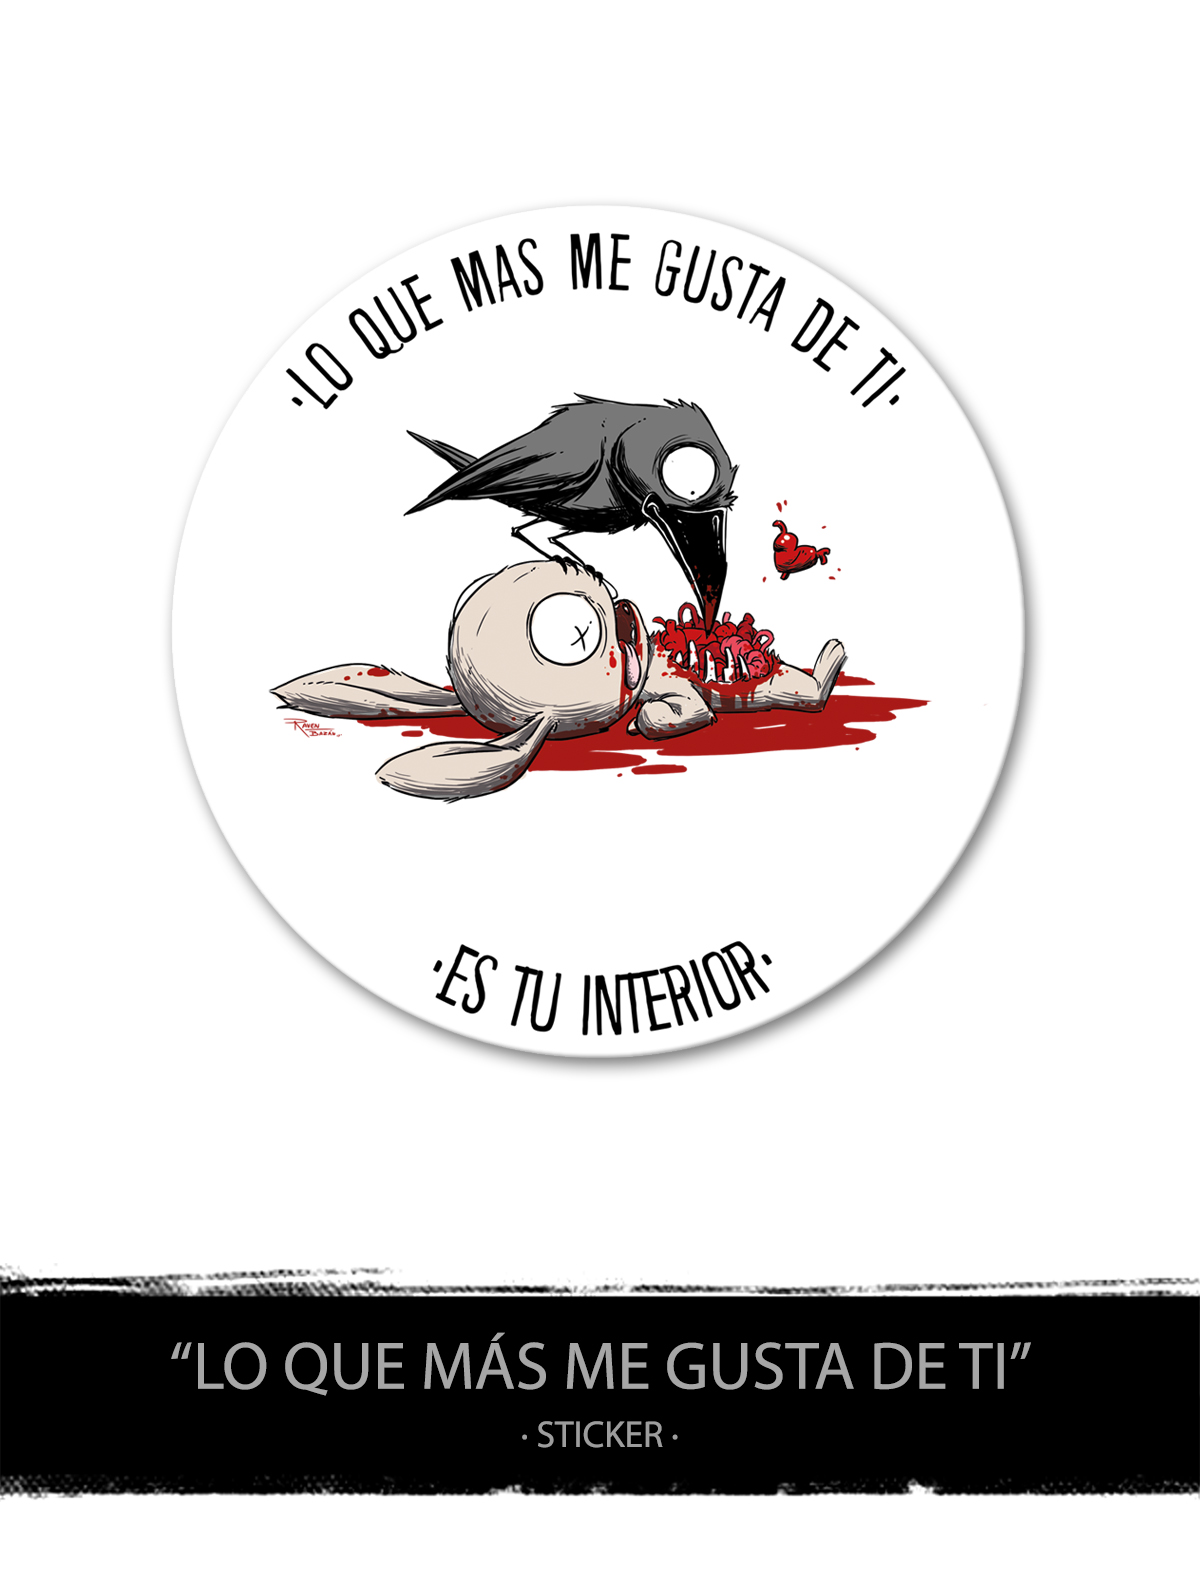 ·LO QUE MAS ME GUSTA DE TI·
RAVEN
BAZÁN
·ES TU INTERIOR·
“LO QUE MÁS ME GUSTA DE TI”
· STICKER ·